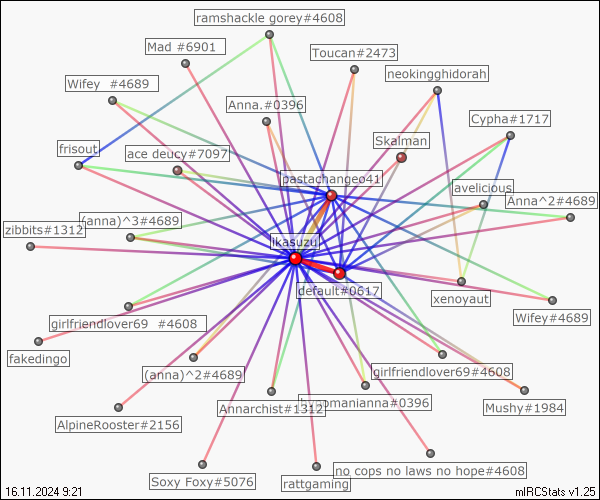 ramshackle gorey#4608
Mad #6901
Toucan#2473
neokingghidorah
Wifey #4689
Anna.#0396
Cypha#1717
Skalman
frisout
ace deucy#7097
pastachangeo41
lavelicious
Anna^2#4689
(anna)^3#4689
zibbits#1312
ikasuzu
default#0617
xenoyaut
Wifey#4689
girlfriendlover69 #4608
fakedingo
(anna)^2#4689
girlfriendlover69#4608
Annarchist#1312
Mushy#1984
AlpineRooster#2156
no cops no laws no hope#4608
Soxy Foxy#5076
rattgaming
16.11.2024 9:21
mIRCStats v1.25